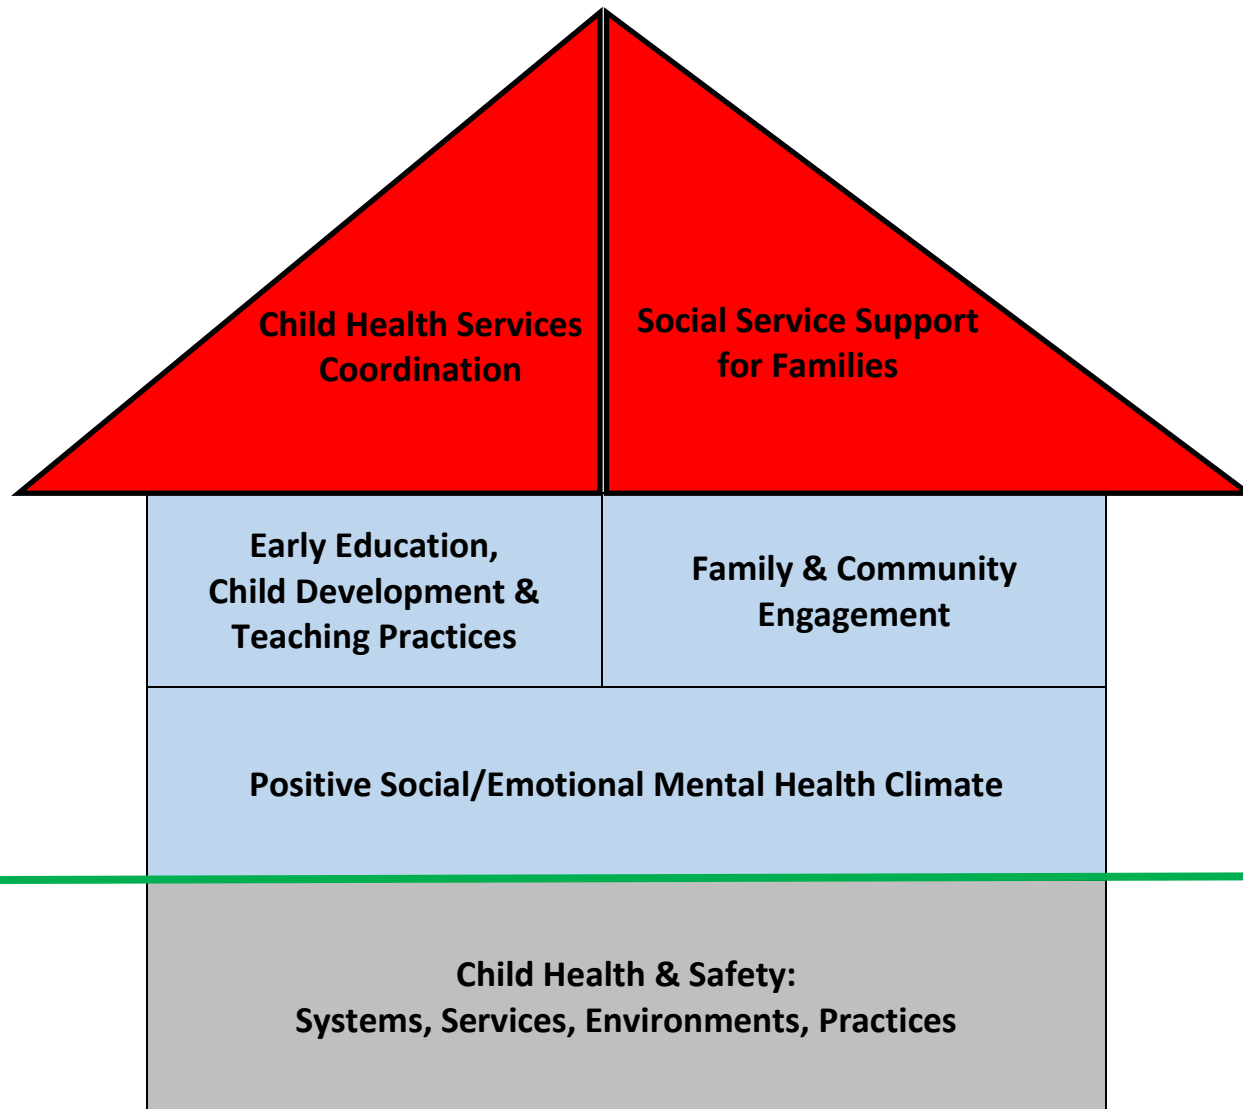 Child Health Services
Coordination
Social Service Support
for Families
Early Education,
Child Development &
Teaching Practices
Family & Community
Engagement
Positive Social/Emotional Mental Health Climate
Child Health & Safety:
Systems, Services, Environments, Practices